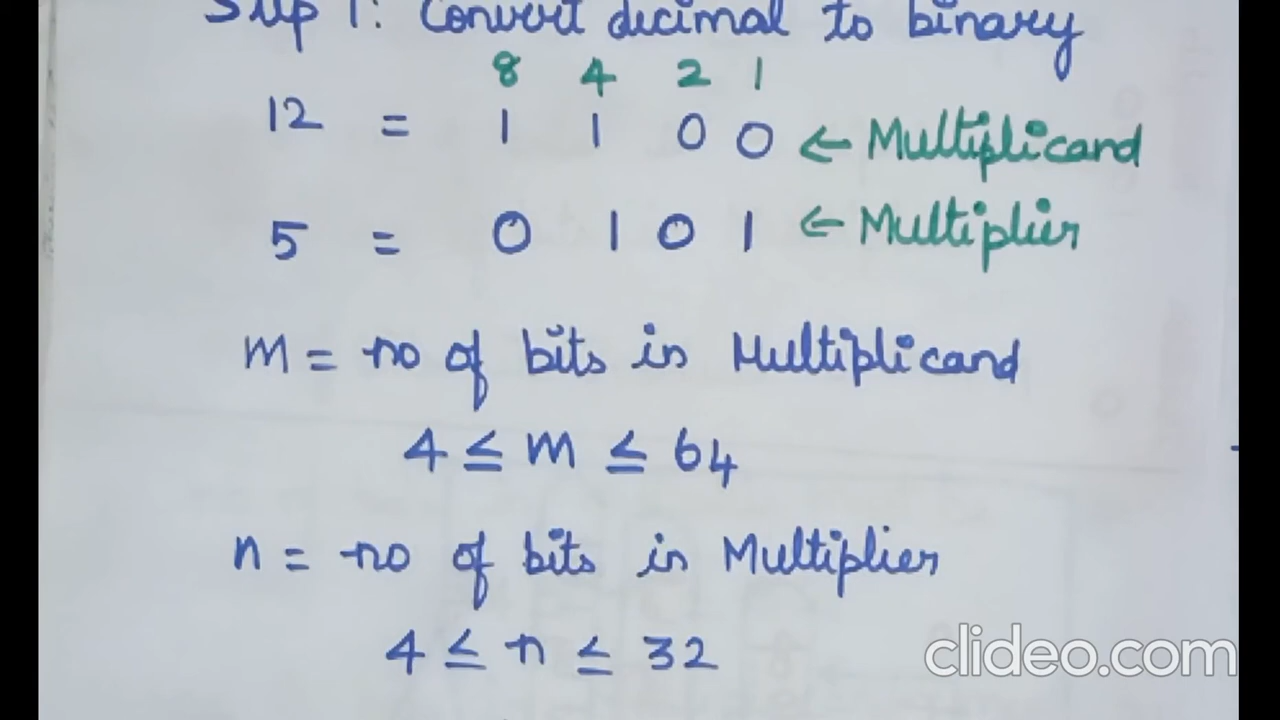 Step 1: Convert decimal to binary
8 4 2 1
12 = 1 1 0 0 ← Multiplicand
5 = 0 1 0 1 ← Multiplier
m = no of bits in Multiplicand
4 ≤ m ≤ 64
n = no of bits in Multiplier
4 ≤ n ≤ 32
clideo.com